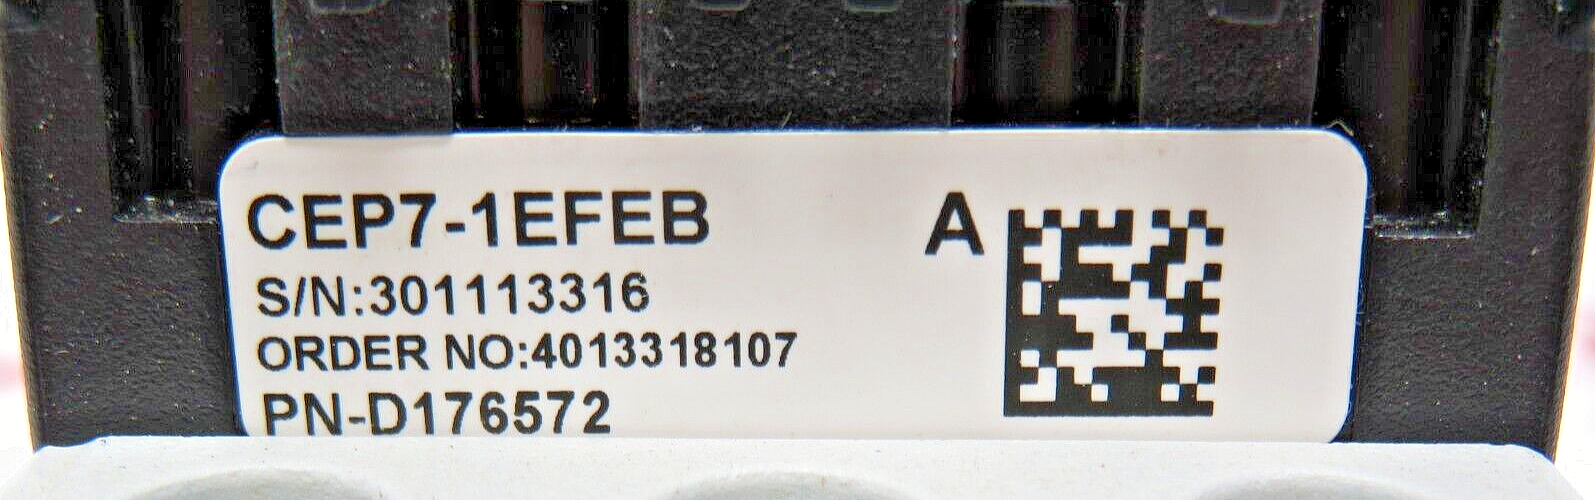 CEP7-1EFEB A
S/N:301113316
ORDER NO:4013318107
PN-D176572